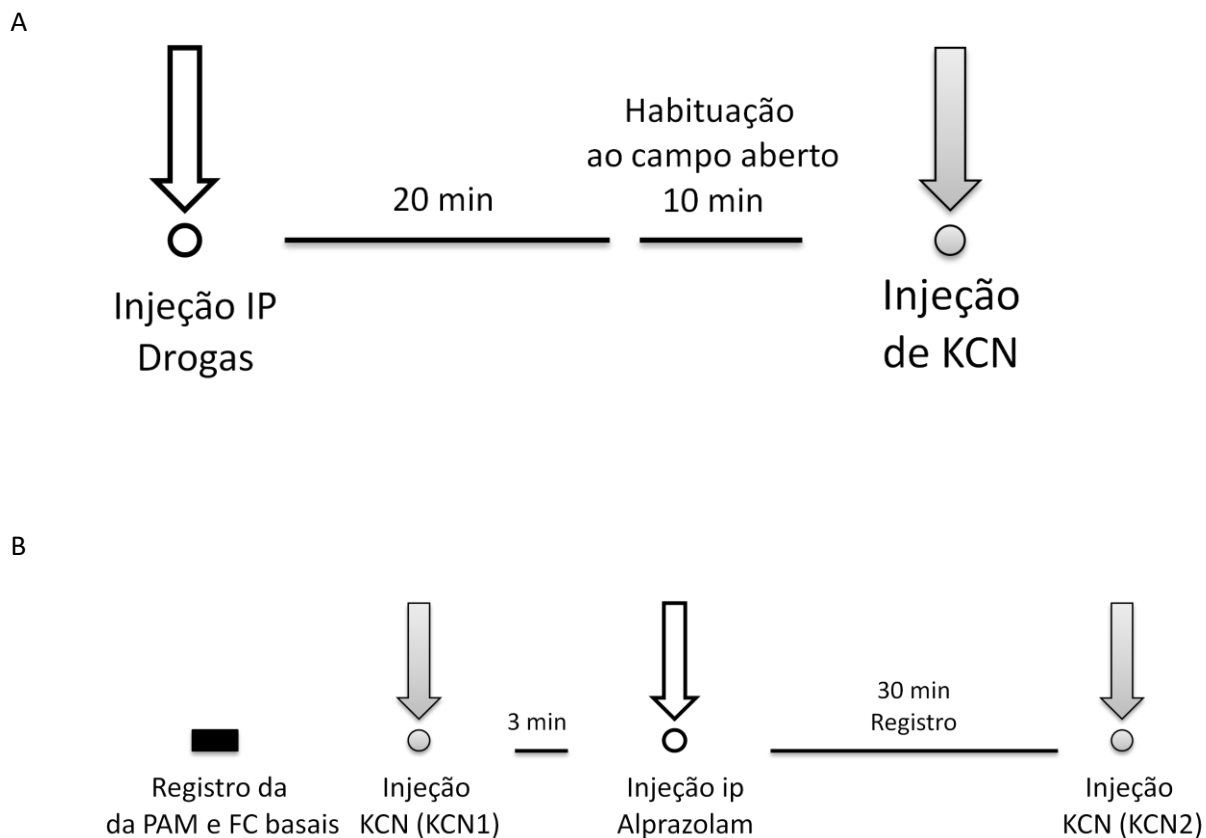 A
Habituação
ao campo aberto
20 min
10 min
Injeção IP
Drogas
Injeção
de KCN
B
3 min
30 min
Registro
Registro da
da PAM e FC basais
Injeção
KCN (KCN1)
Injeção ip
Alprazolam
Injeção
KCN (KCN2)